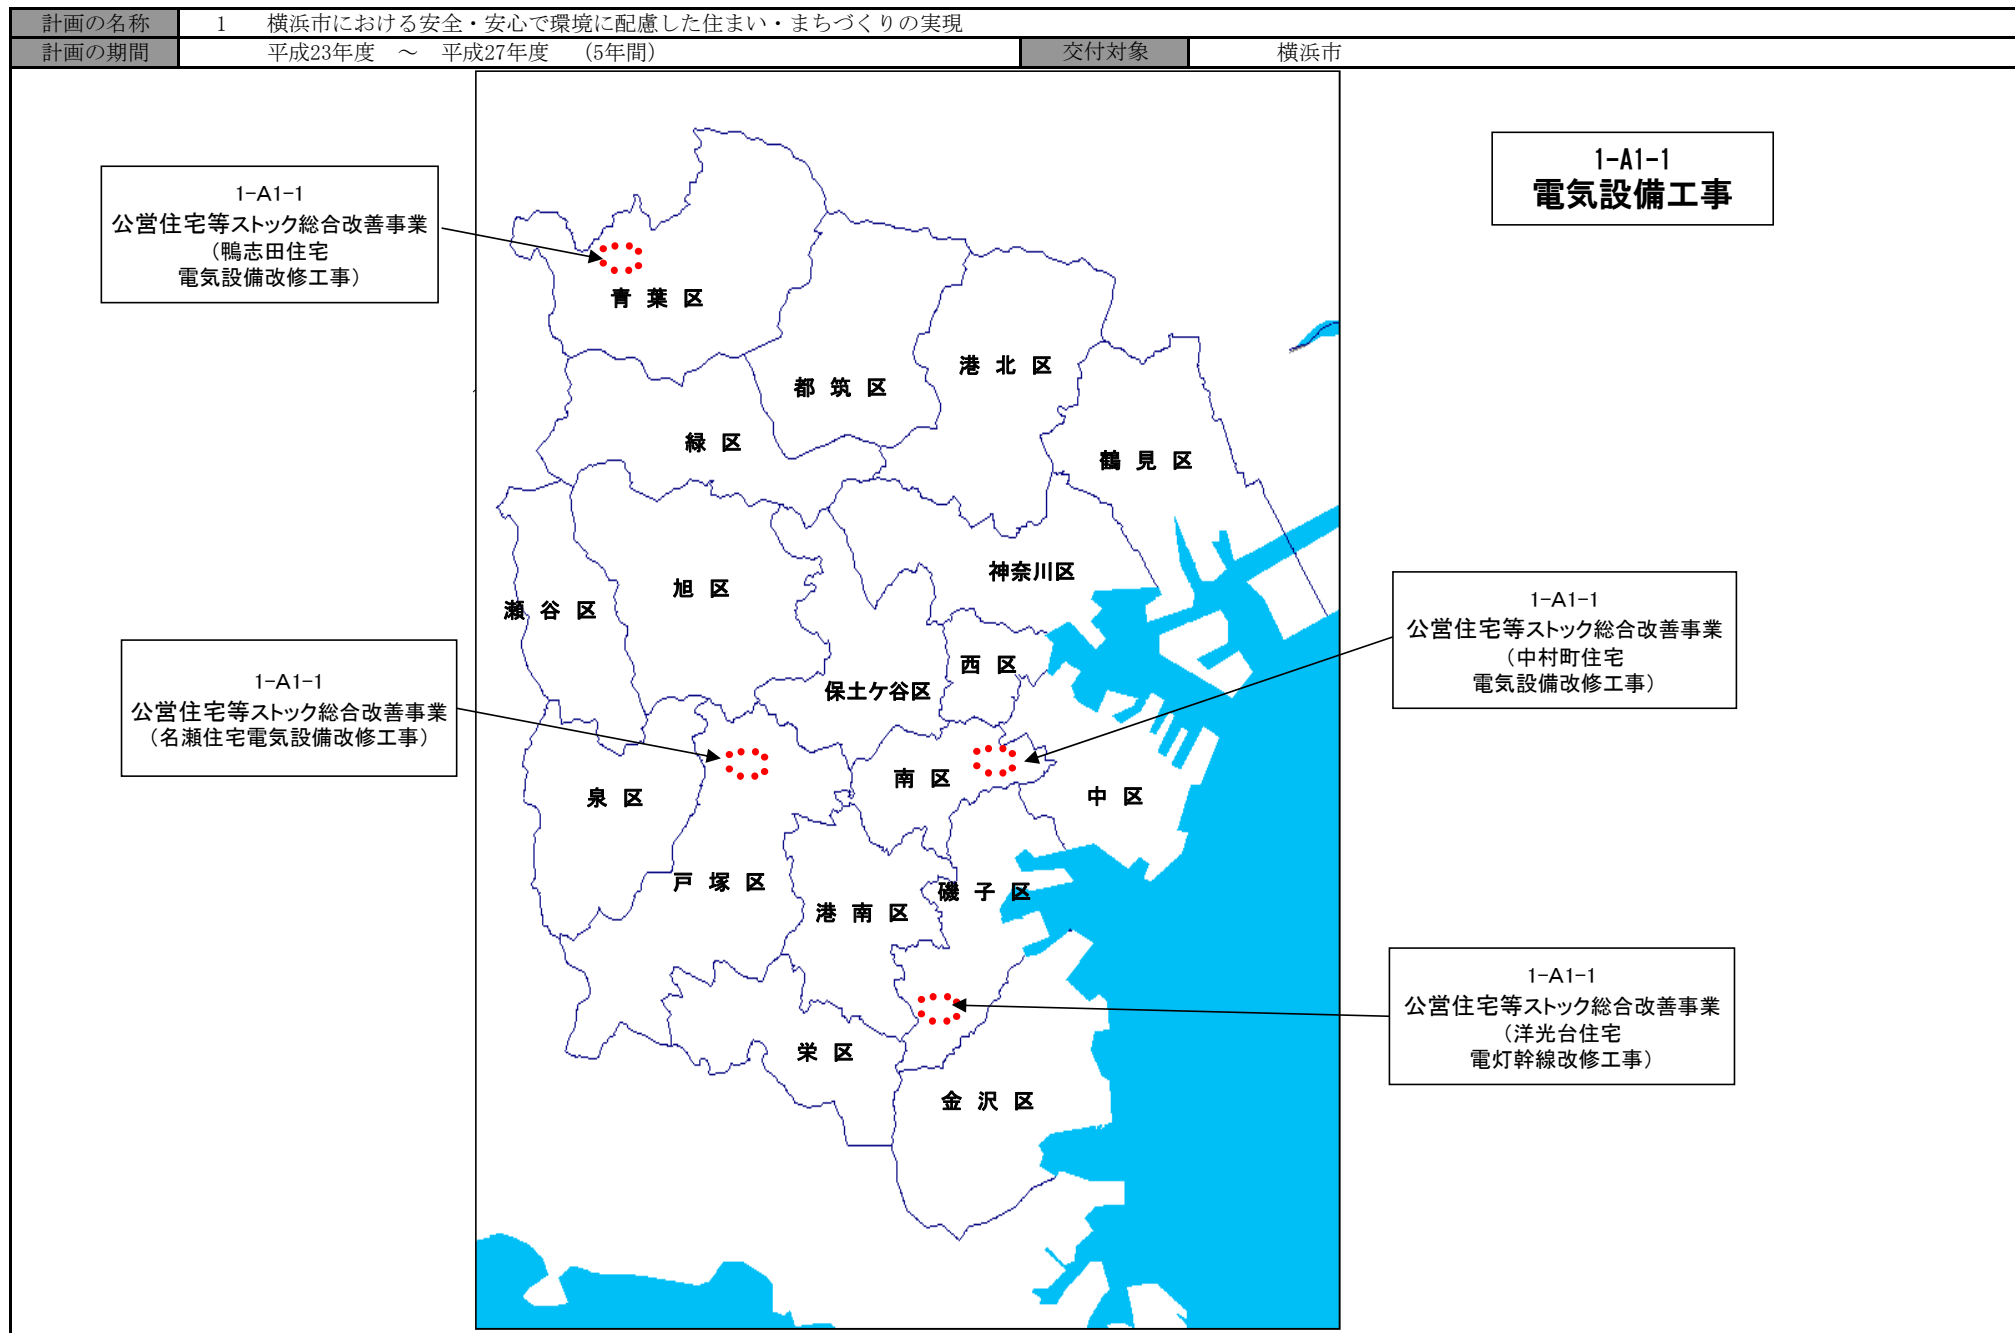 計画の名称 1 横浜市における安全・安心で環境に配慮した住まい・まちづくりの実現
計画の期間 平成23年度 ～ 平成27年度 （5年間） 交付対象 横浜市
1-A1-1
電気設備工事
1-A1-1
公営住宅等ストック総合改善事業
（鴨志田住宅
電気設備改修工事）
青葉区
港北区
都筑区
緑区
鶴見区
神奈川区
旭区
瀬谷区
1-A1-1
公営住宅等ストック総合改善事業
（中村町住宅
電気設備改修工事）
西区
保土ケ谷区
1-A1-1
公営住宅等ストック総合改善事業
（名瀬住宅電気設備改修工事）
南区
泉区
中区
戸塚区
磯子区
港南区
1-A1-1
公営住宅等ストック総合改善事業
（洋光台住宅
電灯幹線改修工事）
栄区
金沢区